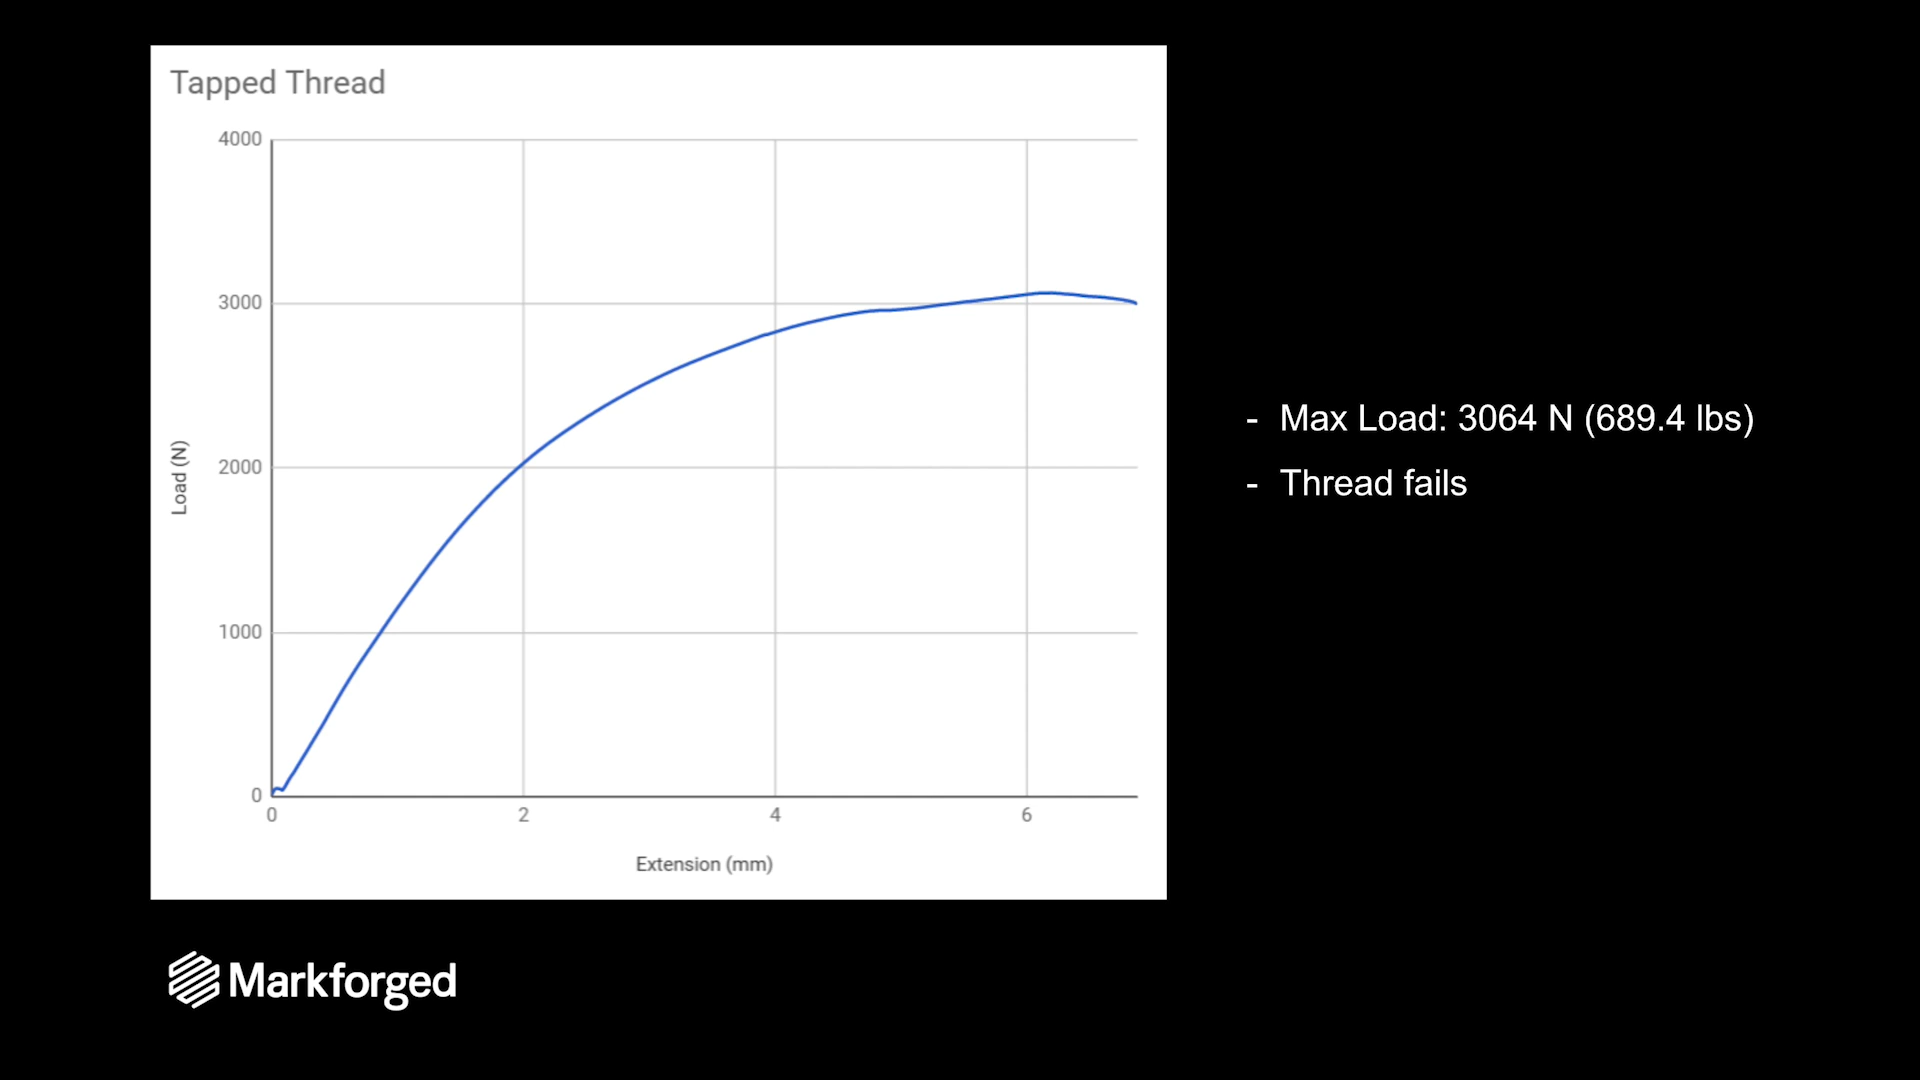 Tapped Thread
4000
3000
2000
1000
0
Load (N)
0 2 4 6
Extension (mm)
- Max Load: 3064 N (689.4 lbs)
- Thread fails
Markforged